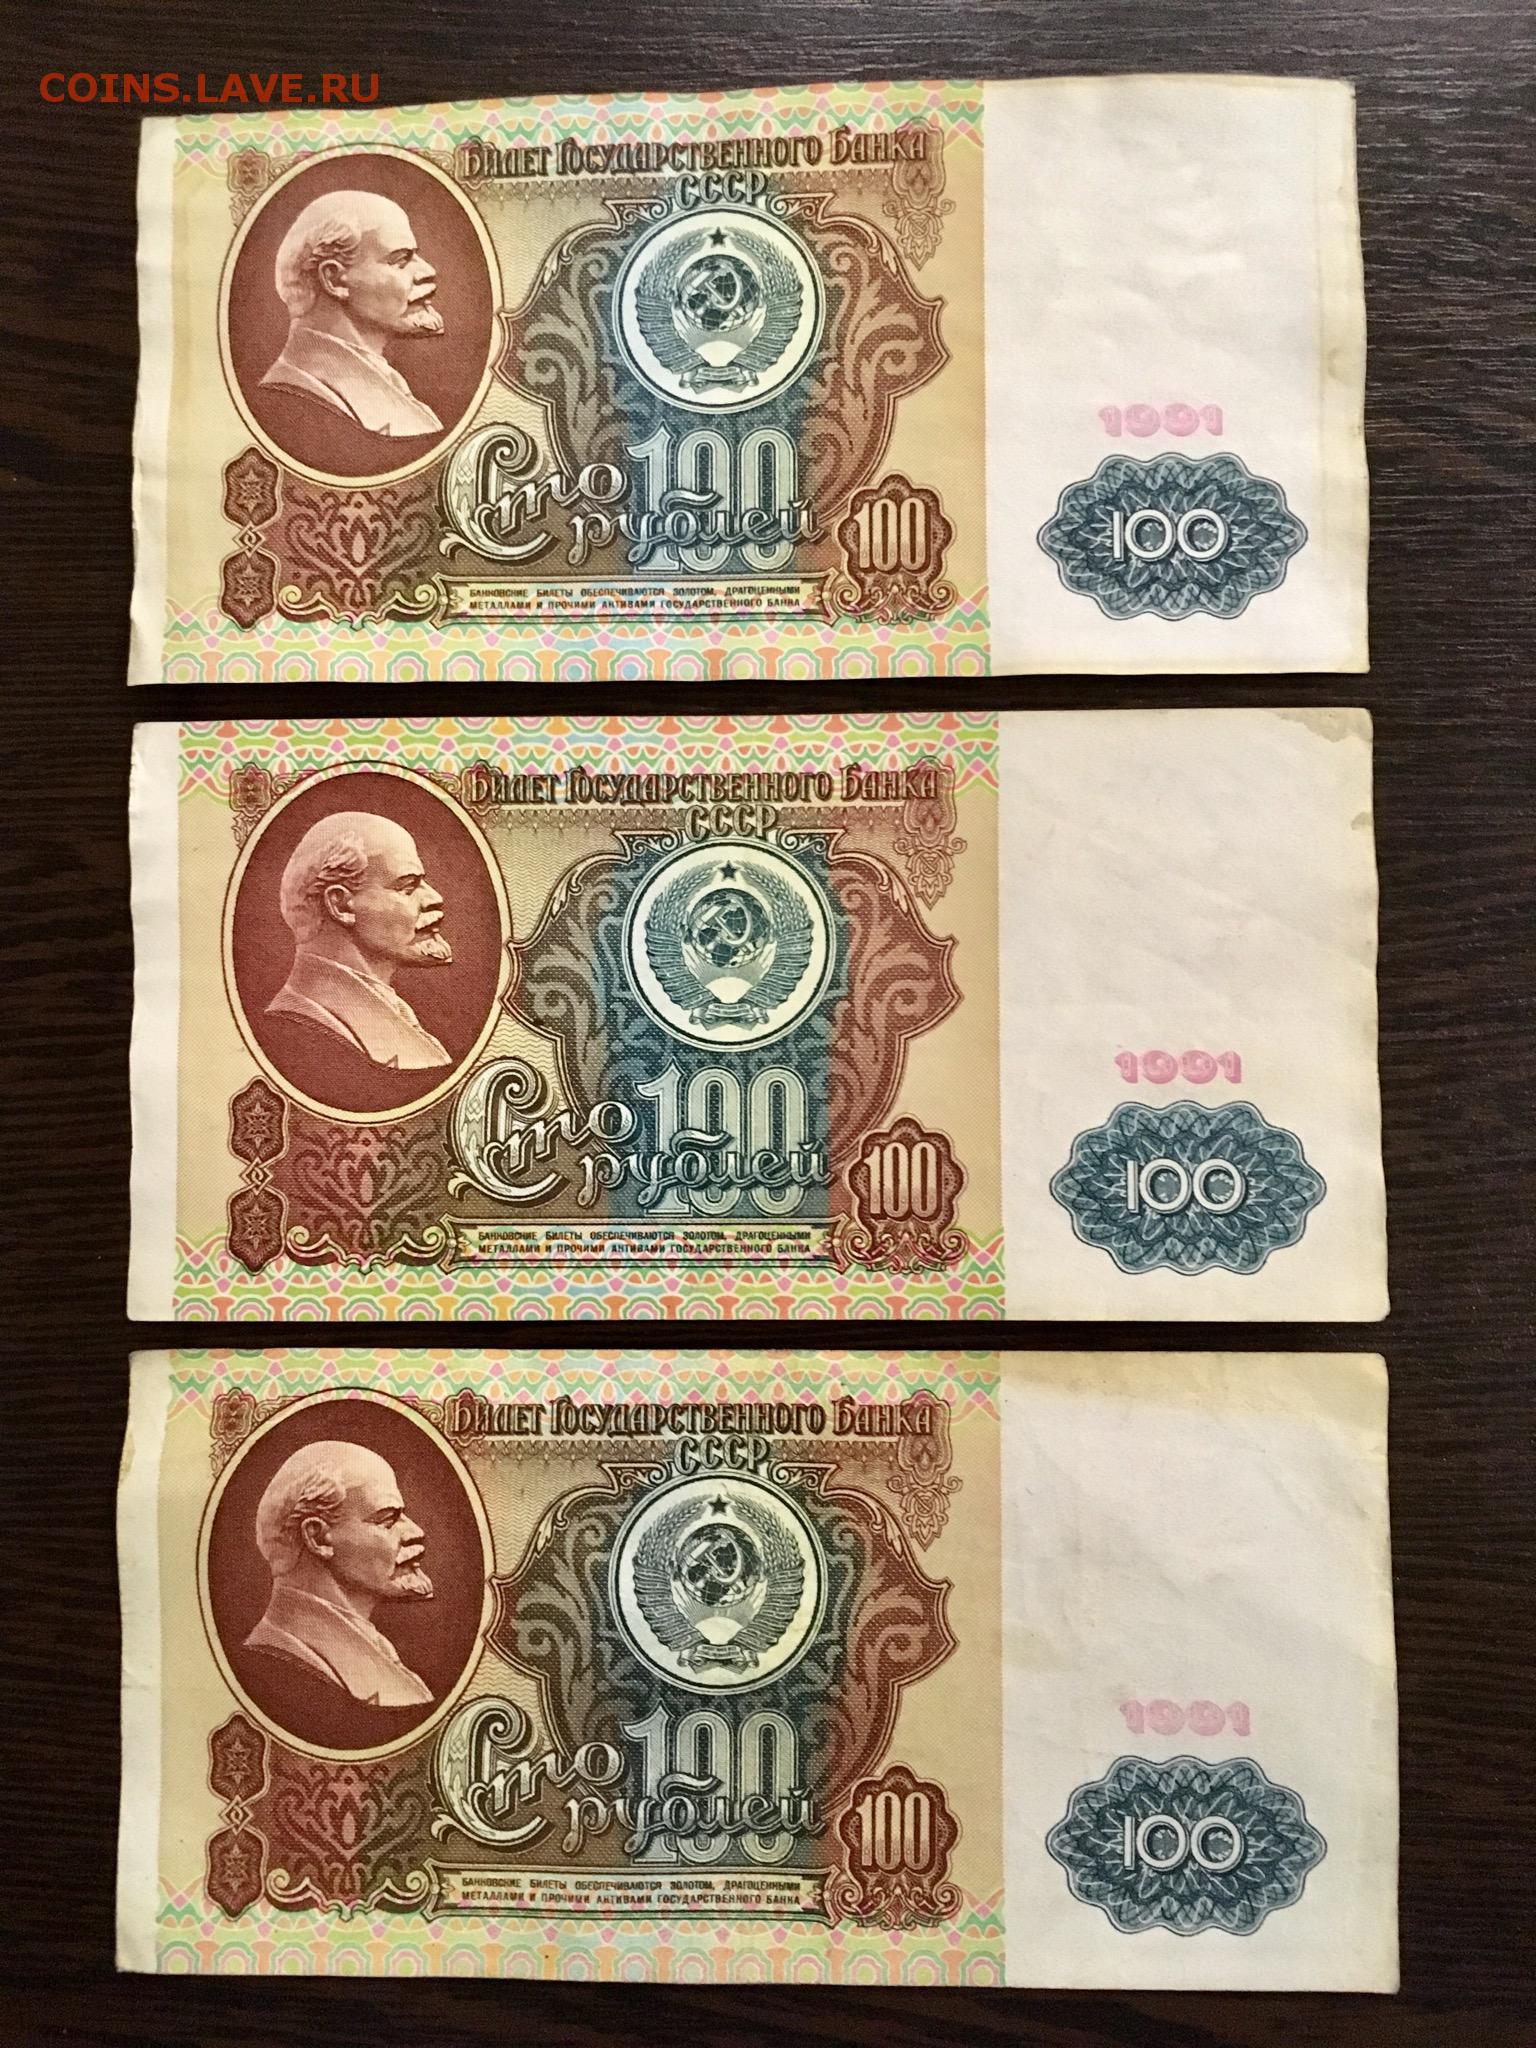 COINS.LAVE.RU
Билет Государственного Банка
СССР
1991
100
Сто
рублей
100
100
БАНКОВСКИЕ БИЛЕТЫ ОБЕСПЕЧИВАЮТСЯ ЗОЛОТОМ, ДРАГОЦЕННЫМИ
МЕТАЛЛАМИ И ПРОЧИМИ АКТИВАМИ ГОСУДАРСТВЕННОГО БАНКА
Билет Государственного Банка
СССР
1991
100
Сто
рублей
100
100
БАНКОВСКИЕ БИЛЕТЫ ОБЕСПЕЧИВАЮТСЯ ЗОЛОТОМ, ДРАГОЦЕННЫМИ
МЕТАЛЛАМИ И ПРОЧИМИ АКТИВАМИ ГОСУДАРСТВЕННОГО БАНКА
Билет Государственного Банка
СССР
1991
100
Сто
рублей
100
100
БАНКОВСКИЕ БИЛЕТЫ ОБЕСПЕЧИВАЮТСЯ ЗОЛОТОМ, ДРАГОЦЕННЫМИ
МЕТАЛЛАМИ И ПРОЧИМИ АКТИВАМИ ГОСУДАРСТВЕННОГО БАНКА